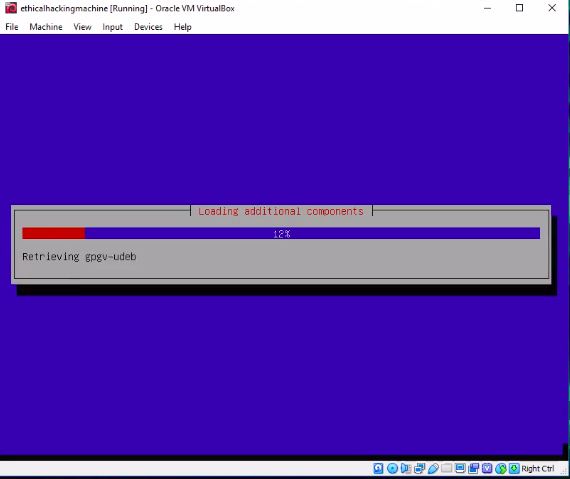 ethicalhackingmachine [Running] - Oracle VM VirtualBox
File Machine View Input Devices Help
Loading additional components
12%
Retrieving gpgv-udeb
Right Ctrl